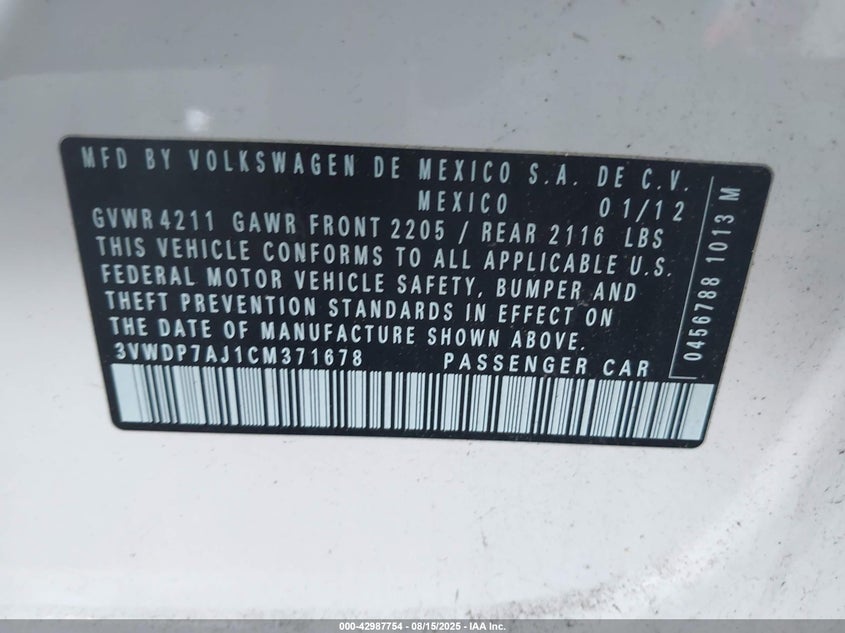 MFD BY VOLKSWAGEN DE MEXICO S.A. DE C.V.
MEXICO 01/12
GVWR 4211 GAWR FRONT 2205 / REAR 2116 LBS
THIS VEHICLE CONFORMS TO ALL APPLICABLE U.S.
FEDERAL MOTOR VEHICLE SAFETY, BUMPER AND
THEFT PREVENTION STANDARDS IN EFFECT ON
THE DATE OF MANUFACTURE SHOWN ABOVE.
3VWDP7AJ1CM371678 PASSENGER CAR
0456788 1013 M
000-42987754 - 08/15/2025 - IAA Inc.